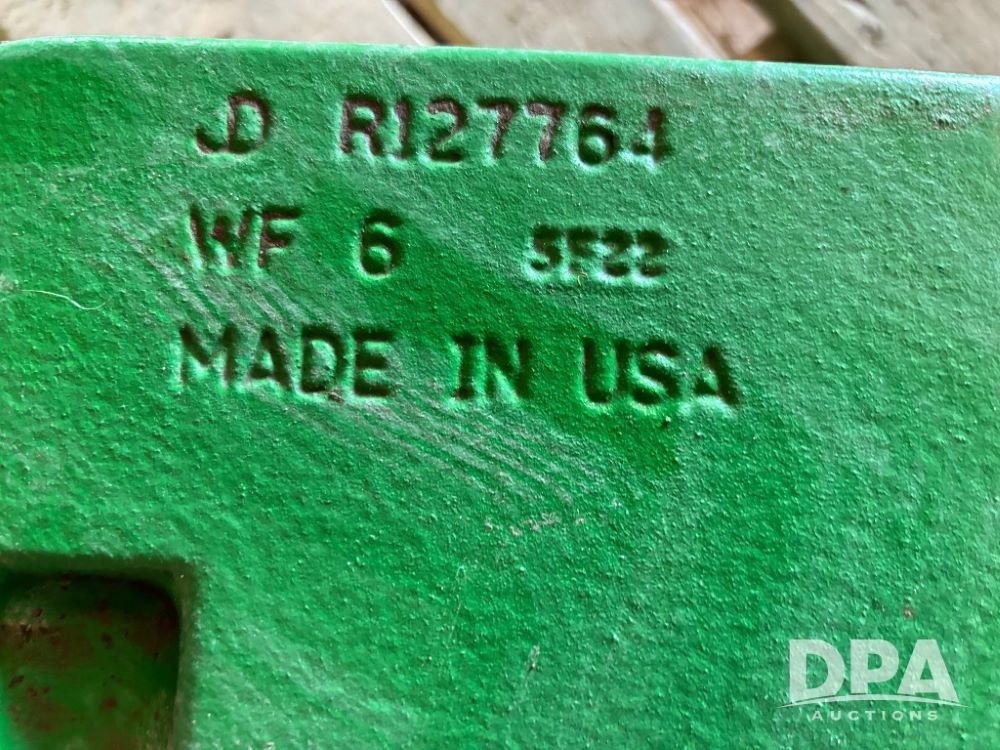 JD R127764
WF 6 5F22
MADE IN USA
DPA
AUCTIONS